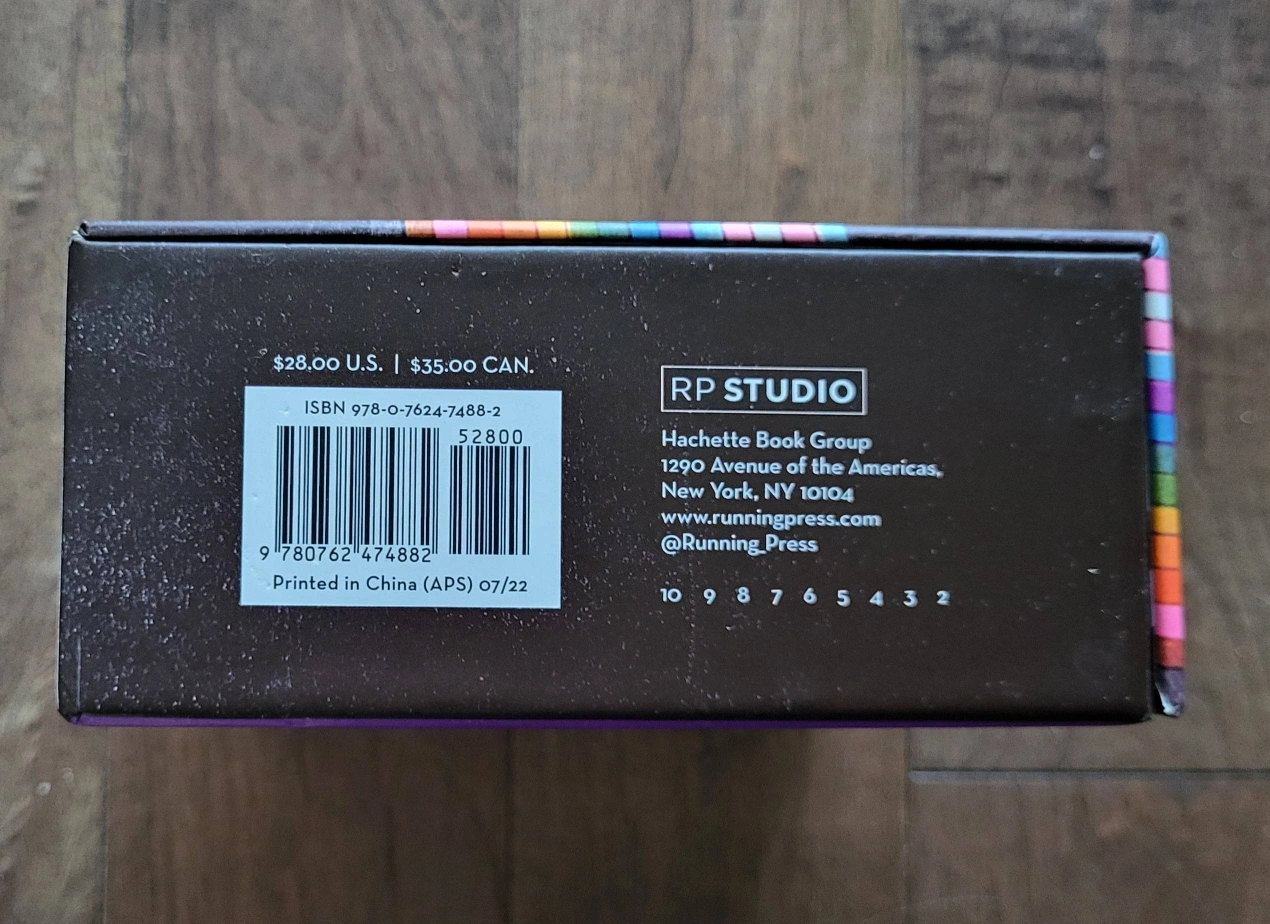 $28.00 U.S. | $35.00 CAN.
ISBN 978-0-7624-7488-2
52800
9 780762 474882
Printed in China (APS) 07/22
RP STUDIO
Hachette Book Group
1290 Avenue of the Americas,
New York, NY 10104
www.runningpress.com
@Running_Press
10 9 8 7 6 5 4 3 2